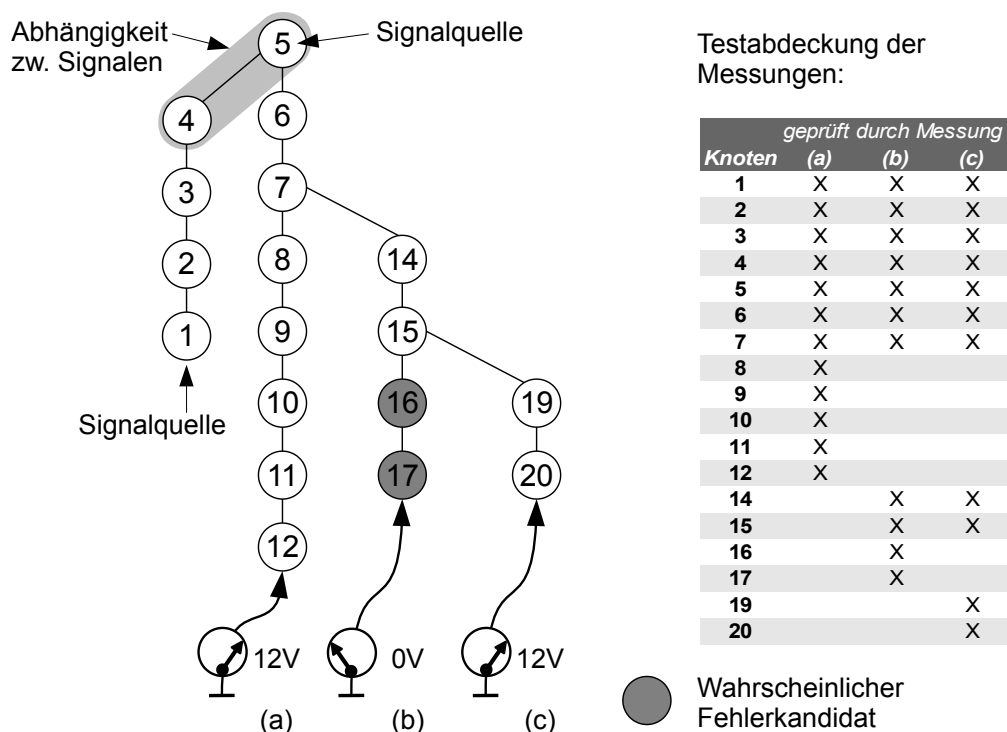 Abhängigkeit
zw. Signalen
5
Signalquelle
4
6
3
7
2
8
14
1
9
15
Signalquelle
10
16
19
11
17
20
12
12V
0V
12V
(a)
(b)
(c)
Testabdeckung der
Messungen:
geprüft durch Messung
Knoten (a) (b) (c)
1 X X X
2 X X X
3 X X X
4 X X X
5 X X X
6 X X X
7 X X X
8 X
9 X
10 X
11 X
12 X
14 X X
15 X X
16 X
17 X
19 X
20 X
Wahrscheinlicher
Fehlerkandidat